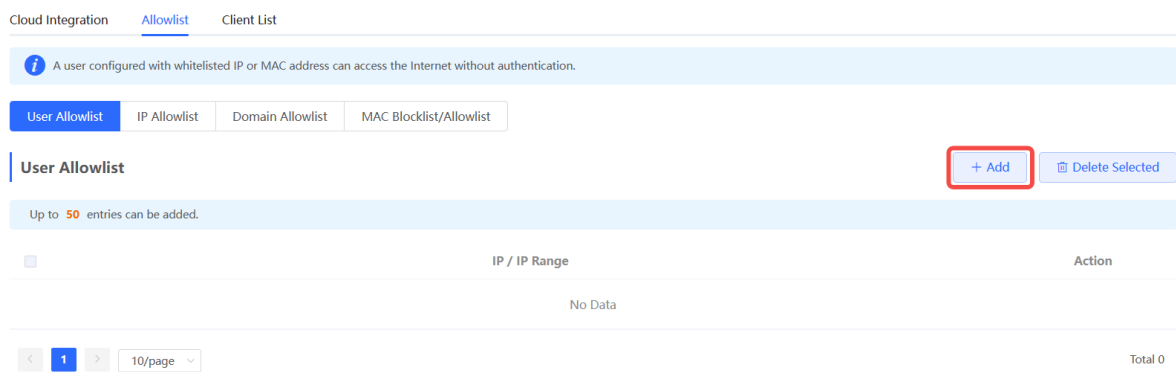 Cloud Integration Allowlist Client List
A user configured with whitelisted IP or MAC address can access the Internet without authentication.
User Allowlist IP Allowlist Domain Allowlist MAC Blocklist/Allowlist
User Allowlist + Add Delete Selected
Up to 50 entries can be added.
IP / IP Range Action
No Data
< 1 > 10/page Total 0